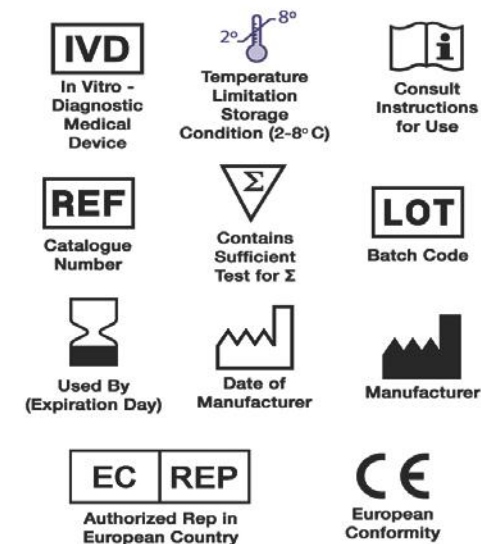 IVD
In Vitro -
Diagnostic
Medical
Device
2° 8°
Temperature
Limitation
Storage
Condition (2-8°C)
i
Consult
Instructions
for Use
REF
Catalogue
Number
Σ
Contains
Sufficient
Test for Σ
LOT
Batch Code
Used By
(Expiration Day)
Date of
Manufacturer
Manufacturer
EC REP
Authorized Rep in
European Country
CE
European
Conformity